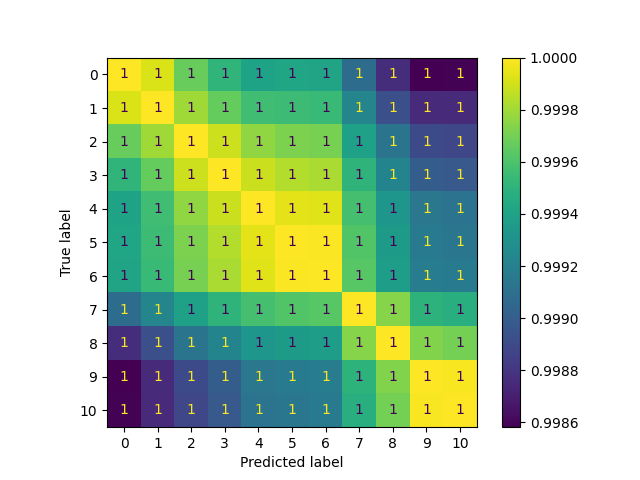 0 1 1 1 1 1 1 1 1 1 1 1 1.0000
1 1 1 1 1 1 1 1 1 1 1 1 0.9998
2 1 1 1 1 1 1 1 1 1 1 1
3 1 1 1 1 1 1 1 1 1 1 1 0.9996
4 1 1 1 1 1 1 1 1 1 1 1 0.9994
True label
5 1 1 1 1 1 1 1 1 1 1 1
6 1 1 1 1 1 1 1 1 1 1 1 0.9992
7 1 1 1 1 1 1 1 1 1 1 1 0.9990
8 1 1 1 1 1 1 1 1 1 1 1
9 1 1 1 1 1 1 1 1 1 1 1 0.9988
10 1 1 1 1 1 1 1 1 1 1 1 0.9986
0 1 2 3 4 5 6 7 8 9 10
Predicted label